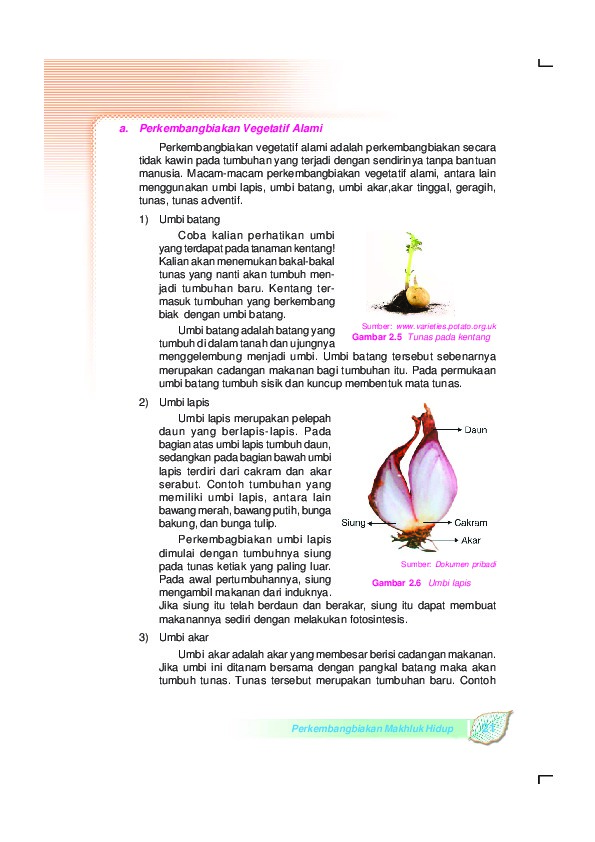 a. Perkembangbiakan Vegetatif Alami
Perkembangbiakan vegetatif alami adalah perkembangbiakan secara
tidak kawin pada tumbuhan yang terjadi dengan sendirinya tanpa bantuan
manusia. Macam-macam perkembangbiakan vegetatif alami, antara lain
menggunakan umbi lapis, umbi batang, umbi akar,akar tinggal, geragih,
tunas, tunas adventif.
1) Umbi batang
Coba kalian perhatikan umbi
yang terdapat pada tanaman kentang!
Kalian akan menemukan bakal-bakal
tunas yang nanti akan tumbuh men-
jadi tumbuhan baru. Kentang ter-
masuk tumbuhan yang berkembang
biak dengan umbi batang.
Sumber: www.varieties.potato.org.uk
Gambar 2.5 Tunas pada kentang
Umbi batang adalah batang yang
tumbuh di dalam tanah dan ujungnya
menggelembung menjadi umbi. Umbi batang tersebut sebenarnya
merupakan cadangan makanan bagi tumbuhan itu. Pada permukaan
umbi batang tumbuh sisik dan kuncup membentuk mata tunas.
2) Umbi lapis
Umbi lapis merupakan pelepah
daun yang berlapis-lapis. Pada
bagian atas umbi lapis tumbuh daun,
sedangkan pada bagian bawah umbi
lapis terdiri dari cakram dan akar
serabut. Contoh tumbuhan yang
memiliki umbi lapis, antara lain
bawang merah, bawang putih, bunga
bakung, dan bunga tulip.
Daun
Siung
Cakram
Akar
Sumber: Dokumen pribadi
Gambar 2.6 Umbi lapis
Perkembagbiakan umbi lapis
dimulai dengan tumbuhnya siung
pada tunas ketiak yang paling luar.
Pada awal pertumbuhannya, siung
mengambil makanan dari induknya.
Jika siung itu telah berdaun dan berakar, siung itu dapat membuat
makanannya sediri dengan melakukan fotosintesis.
3) Umbi akar
Umbi akar adalah akar yang membesar berisi cadangan makanan.
Jika umbi ini ditanam bersama dengan pangkal batang maka akan
tumbuh tunas. Tunas tersebut merupakan tumbuhan baru. Contoh
Perkembangbiakan Makhluk Hidup